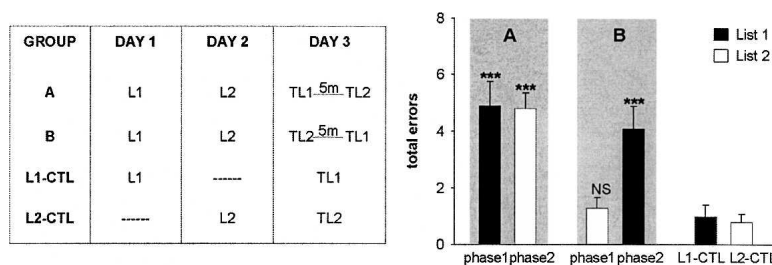 GROUP DAY 1 DAY 2 DAY 3
A L1 L2 TL1 5m TL2
B L1 L2 TL2 5m TL1
L1-CTL L1 ------ TL1
L2-CTL ------ L2 TL2
A B
List 1
List 2
total errors
8
6
4
2
0
***
***
NS
***
phase1 phase2 phase1 phase2 L1-CTL L2-CTL